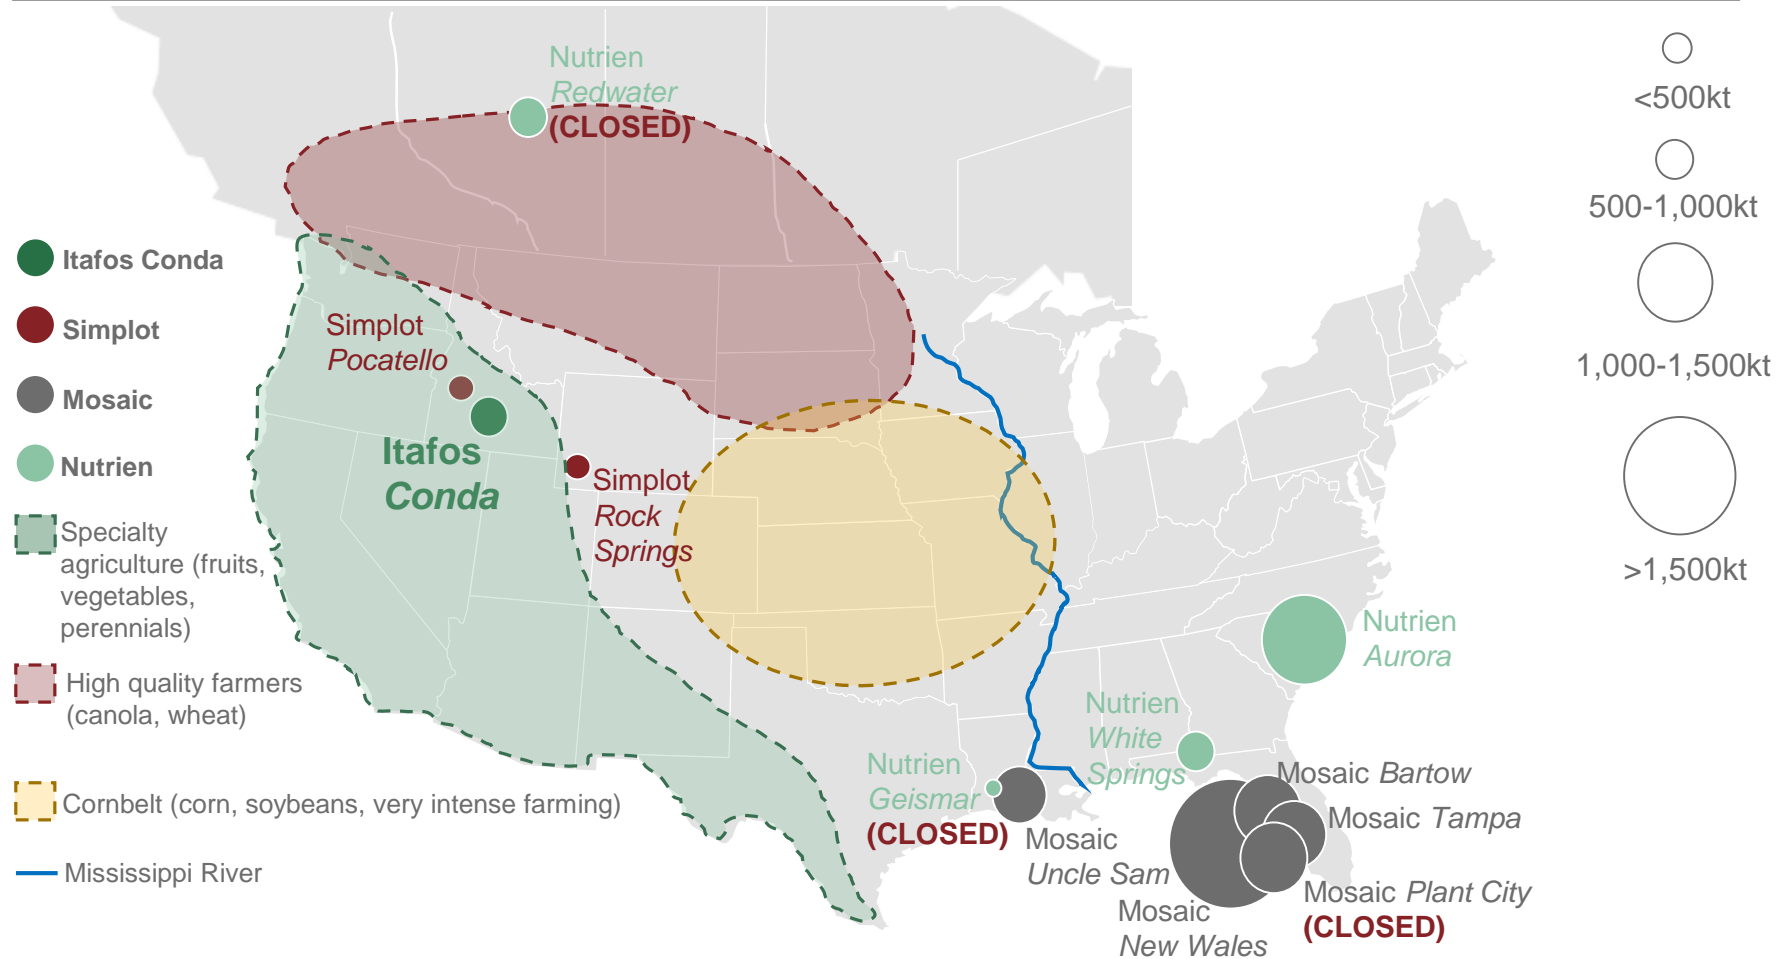 Nutrien
Redwater
(CLOSED)
<500kt
500-1,000kt
1,000-1,500kt
>1,500kt
Itafos Conda
Simplot
Mosaic
Nutrien
Specialty
agriculture (fruits,
vegetables,
perennials)
High quality farmers
(canola, wheat)
Cornbelt (corn, soybeans, very intense farming)
Mississippi River
Simplot
Pocatello
Itafos
Conda
Simplot
Rock
Springs
Nutrien
Aurora
Nutrien
White
Springs
Nutrien
Geismar
(CLOSED)
Mosaic
Uncle Sam
Mosaic Bartow
Mosaic Tampa
Mosaic Plant City
(CLOSED)
Mosaic
New Wales